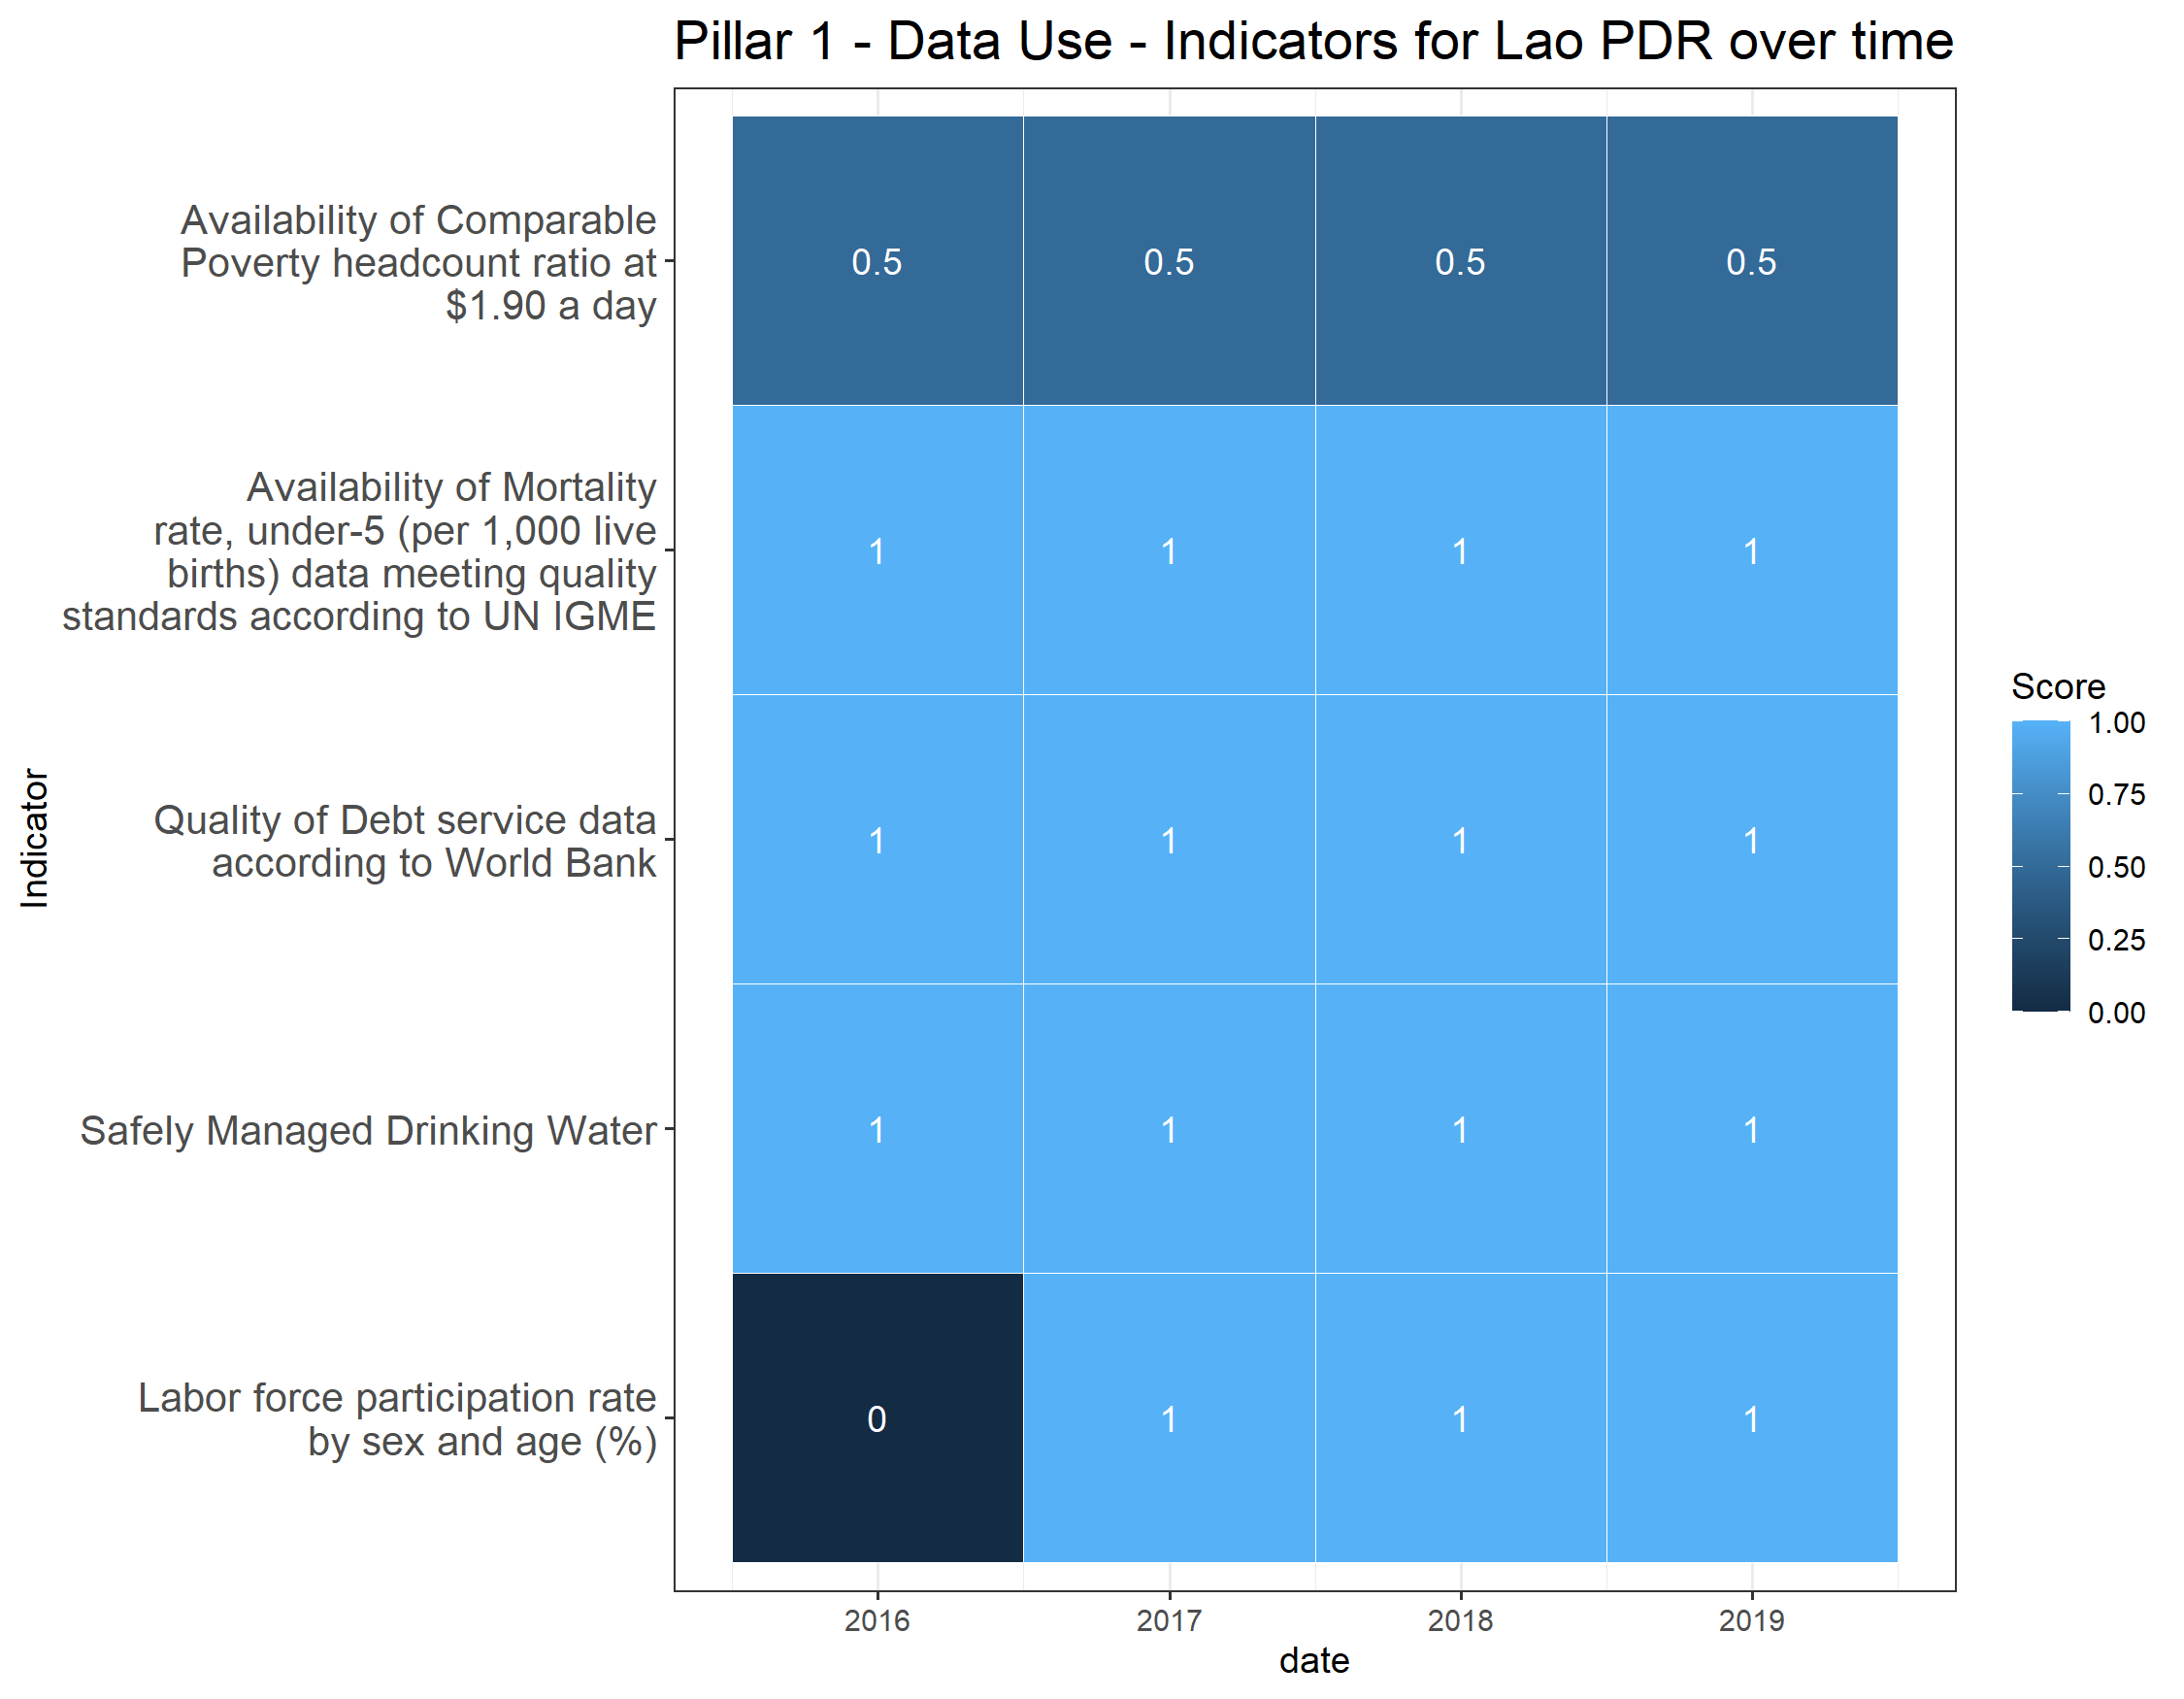 Pillar 1 - Data Use - Indicators for Lao PDR over time
Availability of Comparable
Poverty headcount ratio at
$1.90 a day
0.5 0.5 0.5 0.5
Availability of Mortality
rate, under-5 (per 1,000 live
births) data meeting quality
standards according to UN IGME
1 1 1 1
Quality of Debt service data
according to World Bank
1 1 1 1
Safely Managed Drinking Water
1 1 1 1
Labor force participation rate
by sex and age (%)
0 1 1 1
Indicator
2016 2017 2018 2019
date
Score
1.00
0.75
0.50
0.25
0.00